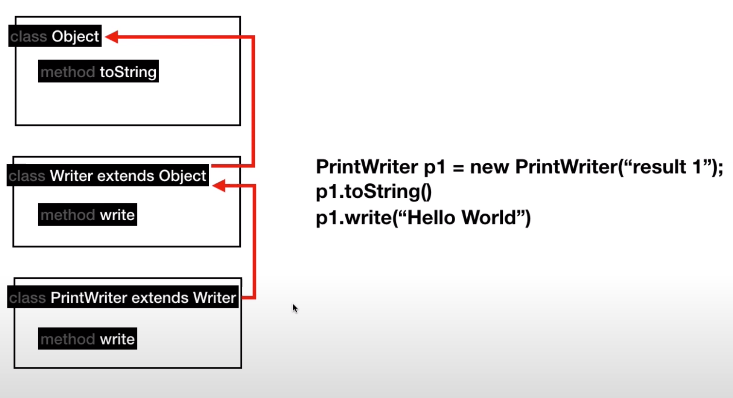 class Object
method toString
class Writer extends Object
method write
class PrintWriter extends Writer
method write
PrintWriter p1 = new PrintWriter(“result 1”);
p1.toString()
p1.write(“Hello World”)